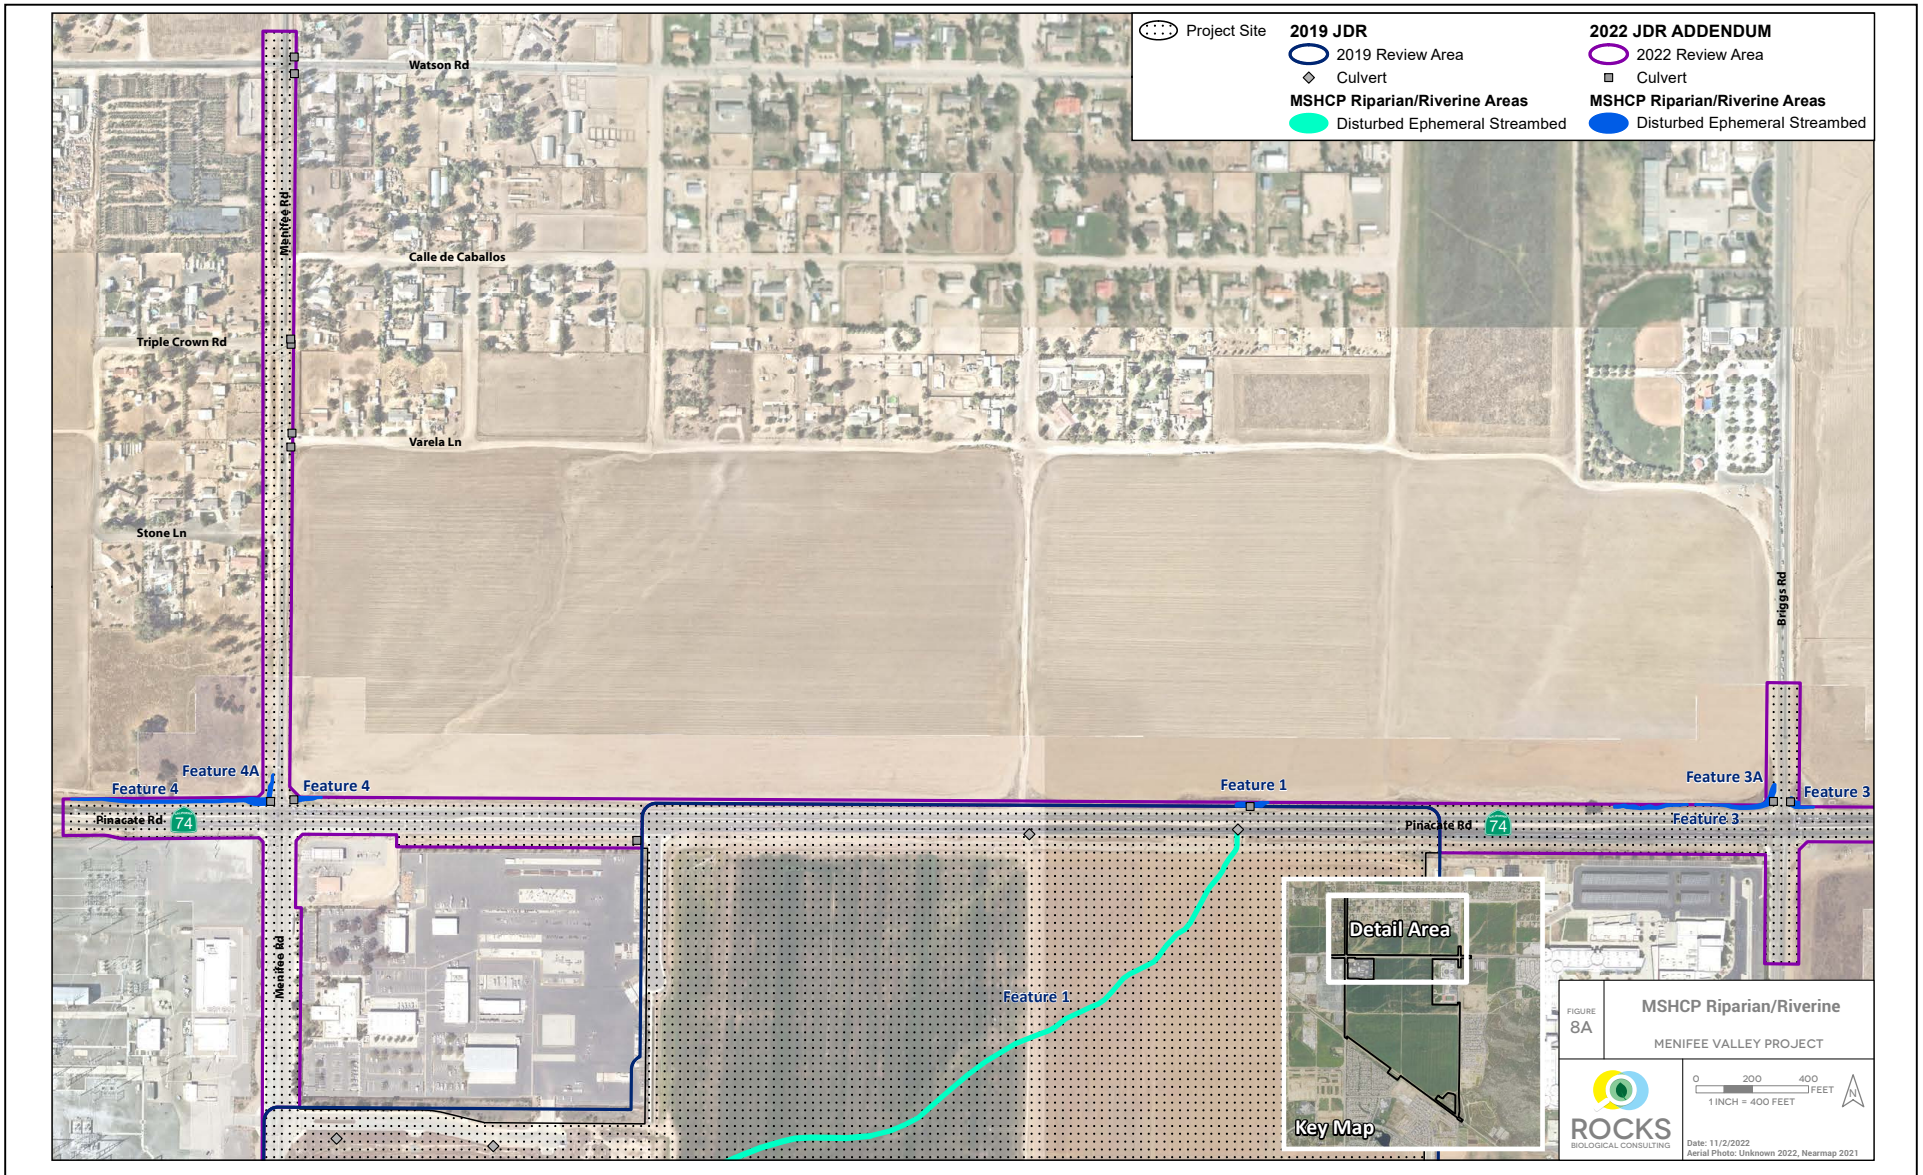 Project Site
2019 JDR
2019 Review Area
Culvert
MSHCP Riparian/Riverine Areas
Disturbed Ephemeral Streambed
2022 JDR ADDENDUM
2022 Review Area
Culvert
MSHCP Riparian/Riverine Areas
Disturbed Ephemeral Streambed
Watson Rd
Menifee Rd
Calle de Caballos
Triple Crown Rd
Varela Ln
Stone Ln
Briggs Rd
Feature 4A
Feature 4
Feature 4
Feature 1
Feature 3A
Feature 3
Pinacate Rd
74
Pinacate Rd
74
Feature 3
Menifee Rd
Feature 1
Detail Area
Key Map
FIGURE
8A
MSHCP Riparian/Riverine
MENIFEE VALLEY PROJECT
ROCKS
BIOLOGICAL CONSULTING
0 200 400
FEET
1 INCH = 400 FEET
N
Date: 11/2/2022
Aerial Photo: Unknown 2022, Nearmap 2021